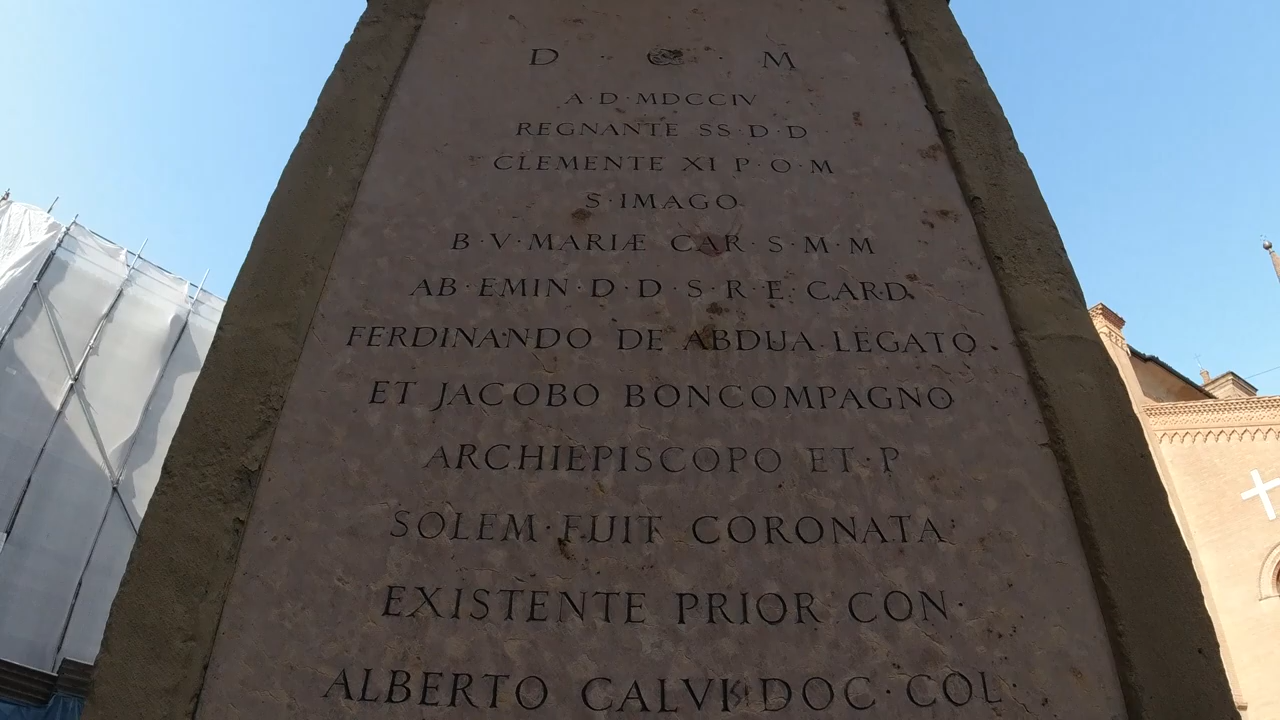 D · M
A·D·MDCCIV
REGNANTE SS·D·D
CLEMENTE XI P·O·M
S·IMAGO
B·V·MARIÆ CAR·S·M·M
AB·EMIN·D·D·S·R·E·CARD·
FERDINANDO DE ABDUA LEGATO
ET JACOBO BONCOMPAGNO
ARCHIEPISCOPO ET·P
SOLEM·FUIT CORONATA
EXISTENTE PRIOR CON·
ALBERTO CALVI DOC·COL·